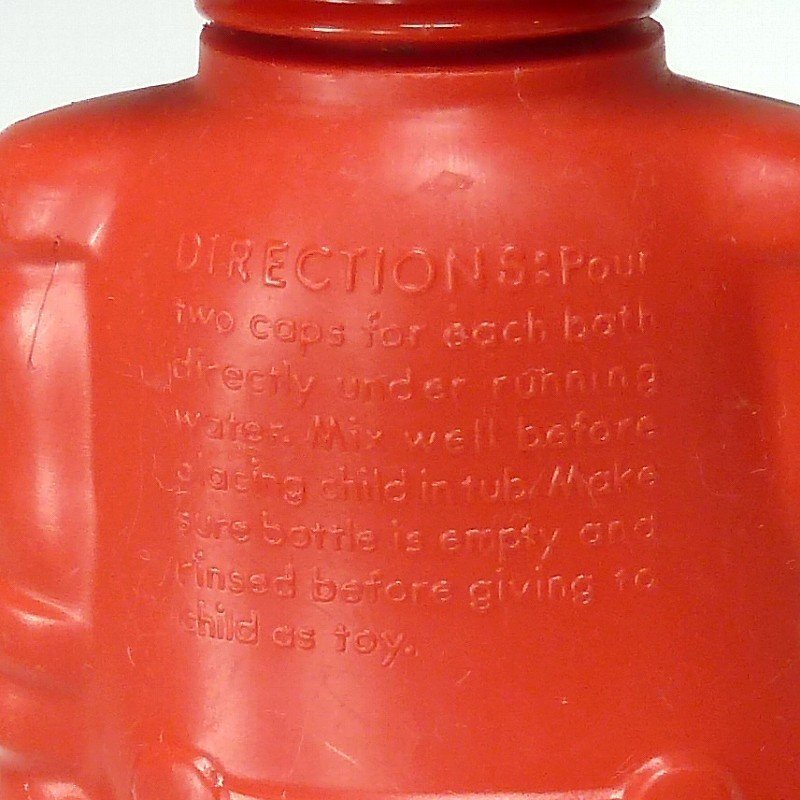 DIRECTIONS: Pour
two caps for each bath
directly under running
water. Mix well before
placing child in tub. Make
sure bottle is empty and
rinsed before giving to
child as toy.